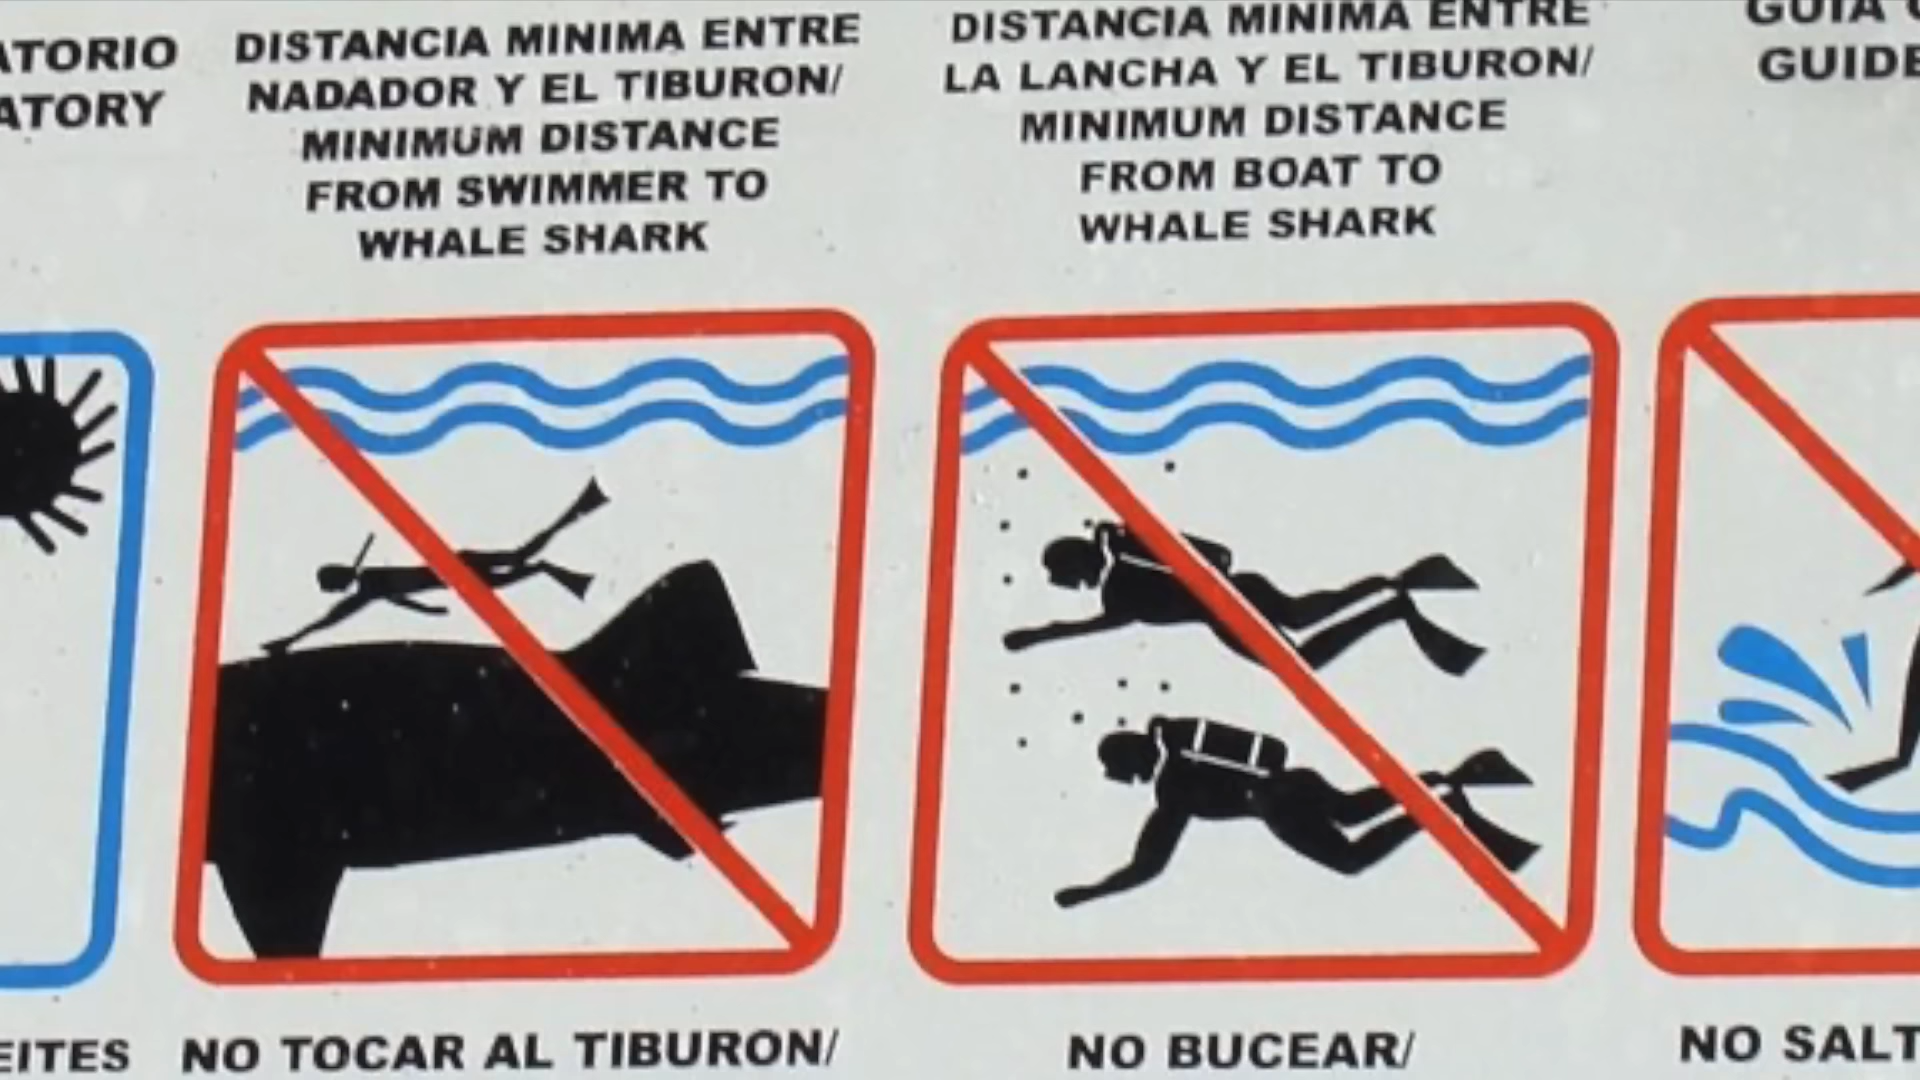 ATORIO
ATORY
DISTANCIA MINIMA ENTRE
NADADOR Y EL TIBURON/
MINIMUM DISTANCE
FROM SWIMMER TO
WHALE SHARK
DISTANCIA MINIMA ENTRE
LA LANCHA Y EL TIBURON/
MINIMUM DISTANCE
FROM BOAT TO
WHALE SHARK
GUIA
GUIDE
EITES
NO TOCAR AL TIBURON/
NO BUCEAR/
NO SALT